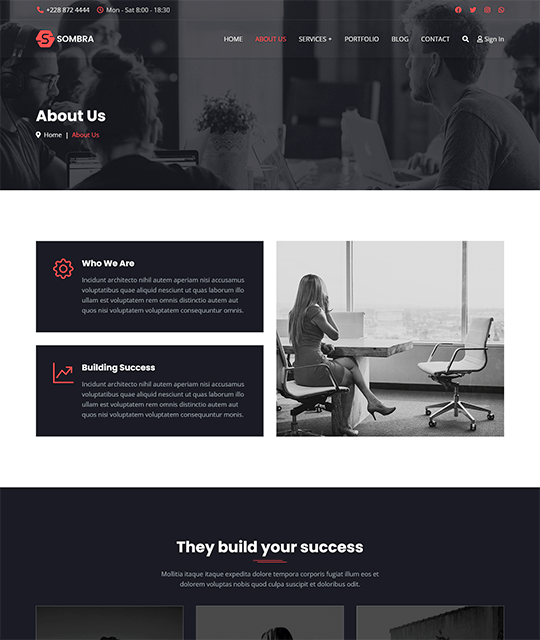 +228 872 4444 Mon - Sat 8:00 - 18:30
SOMBRA HOME ABOUT US SERVICES + PORTFOLIO BLOG CONTACT Sign In
About Us
Home | About Us
Who We Are
Incidunt architecto nihil autem aperiam nisi accusamus
voluptatibus quae aliquid nesciunt ut quas laborum illo
ullam est voluptatem rem omnis distinctio autem aut
quos nisi voluptatem voluptatem consequuntur omnis.
Building Success
Incidunt architecto nihil autem aperiam nisi accusamus
voluptatibus quae aliquid nesciunt ut quas laborum illo
ullam est voluptatem rem omnis distinctio autem aut
quos nisi voluptatem voluptatem consequuntur monis.
They build your success
Mollitia itaque itaque expedita dolore tempora corporis fugiat illum eos et
dolorem voluptas nobis quod culpa suscipit et doloribus odit.